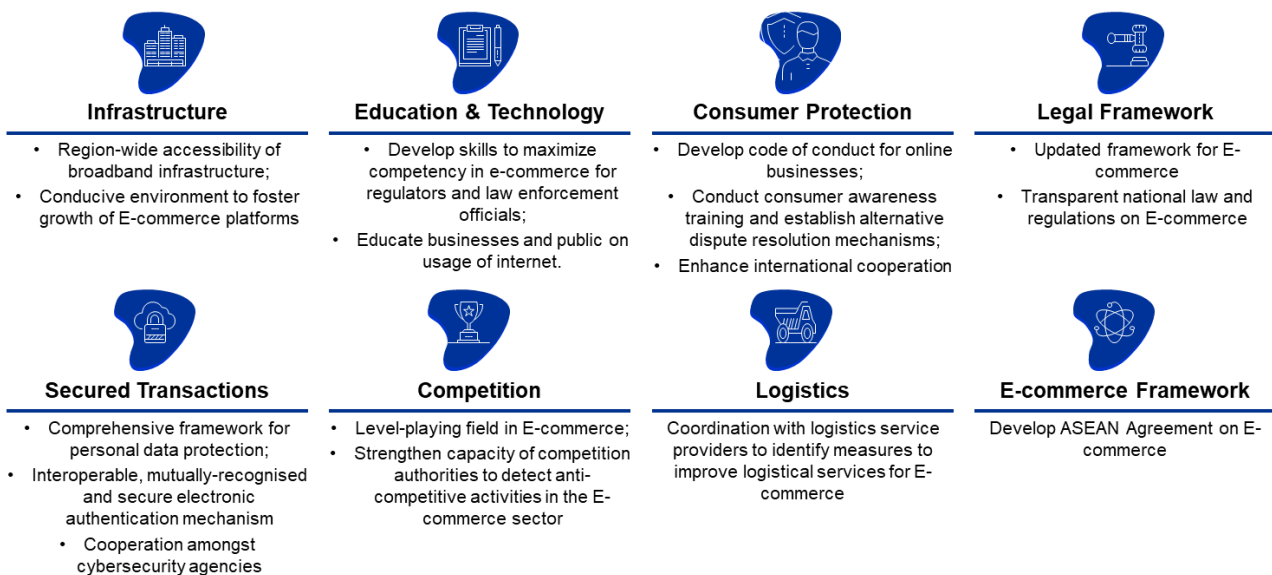 Infrastructure
• Region-wide accessibility of
broadband infrastructure;
• Conducive environment to foster
growth of E-commerce platforms
Education & Technology
• Develop skills to maximize
competency in e-commerce for
regulators and law enforcement
officials;
• Educate businesses and public on
usage of internet.
Consumer Protection
• Develop code of conduct for online
businesses;
• Conduct consumer awareness
training and establish alternative
dispute resolution mechanisms;
• Enhance international cooperation
Legal Framework
• Updated framework for E-
commerce
• Transparent national law and
regulations on E-commerce
Secured Transactions
• Comprehensive framework for
personal data protection;
• Interoperable, mutually-recognised
and secure electronic
authentication mechanism
• Cooperation amongst
cybersecurity agencies
Competition
• Level-playing field in E-commerce;
• Strengthen capacity of competition
authorities to detect anti-
competitive activities in the E-
commerce sector
Logistics
Coordination with logistics service
providers to identify measures to
improve logistical services for E-
commerce
E-commerce Framework
Develop ASEAN Agreement on E-
commerce